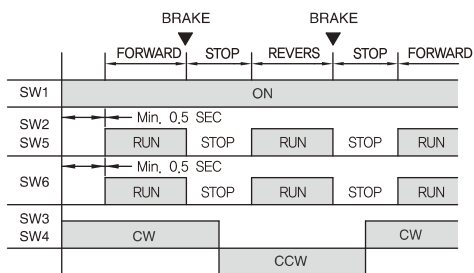 BRAKE BRAKE
FORWARD STOP REVERS STOP FORWARD
SW1 ON
Min. 0.5 SEC
SW2
SW5 RUN STOP RUN STOP RUN
Min. 0.5 SEC
SW6 RUN STOP RUN STOP RUN
SW3
SW4 CW CW
CCW